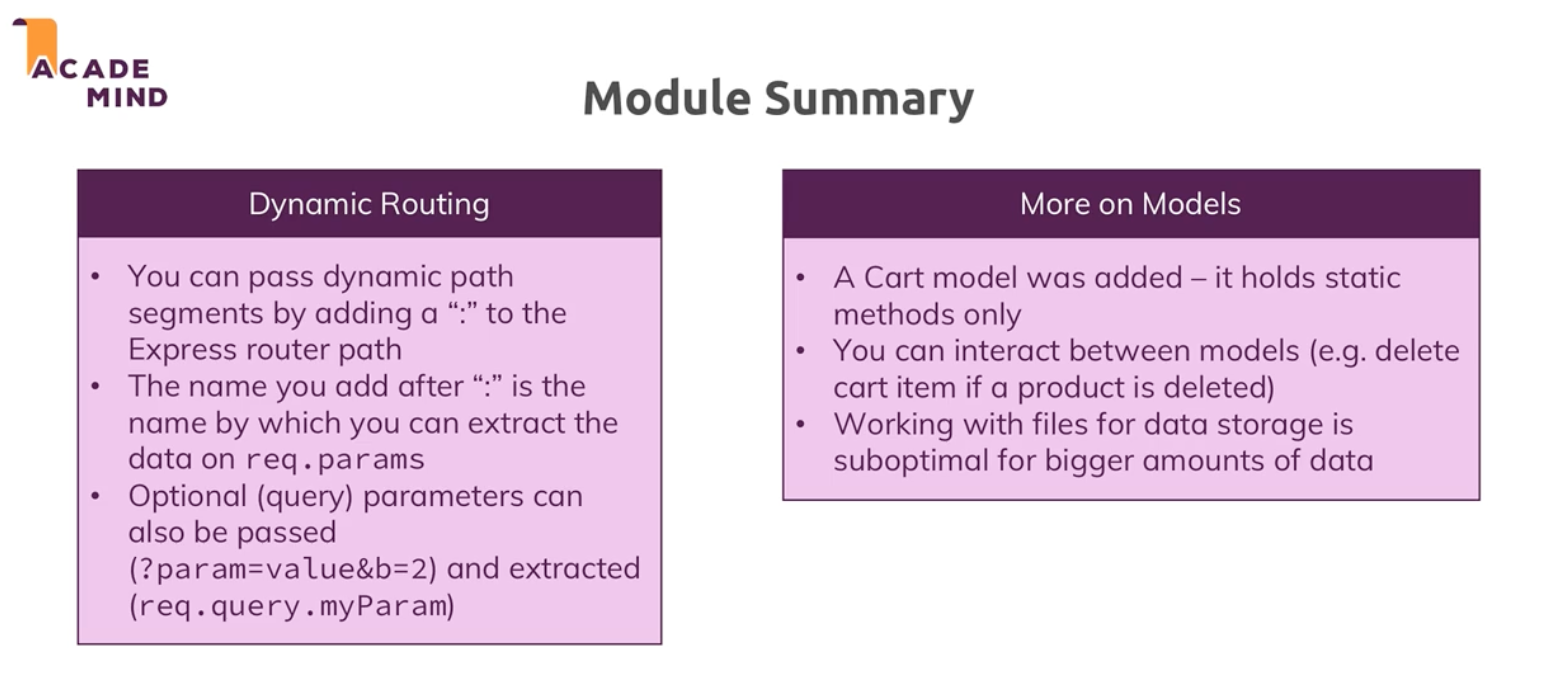 ACADE
MIND
Module Summary
Dynamic Routing
• You can pass dynamic path
segments by adding a “:” to the
Express router path
• The name you add after “:” is the
name by which you can extract the
data on req.params
• Optional (query) parameters can
also be passed
(?param=value&b=2) and extracted
(req.query.myParam)
More on Models
• A Cart model was added – it holds static
methods only
• You can interact between models (e.g. delete
cart item if a product is deleted)
• Working with files for data storage is
suboptimal for bigger amounts of data